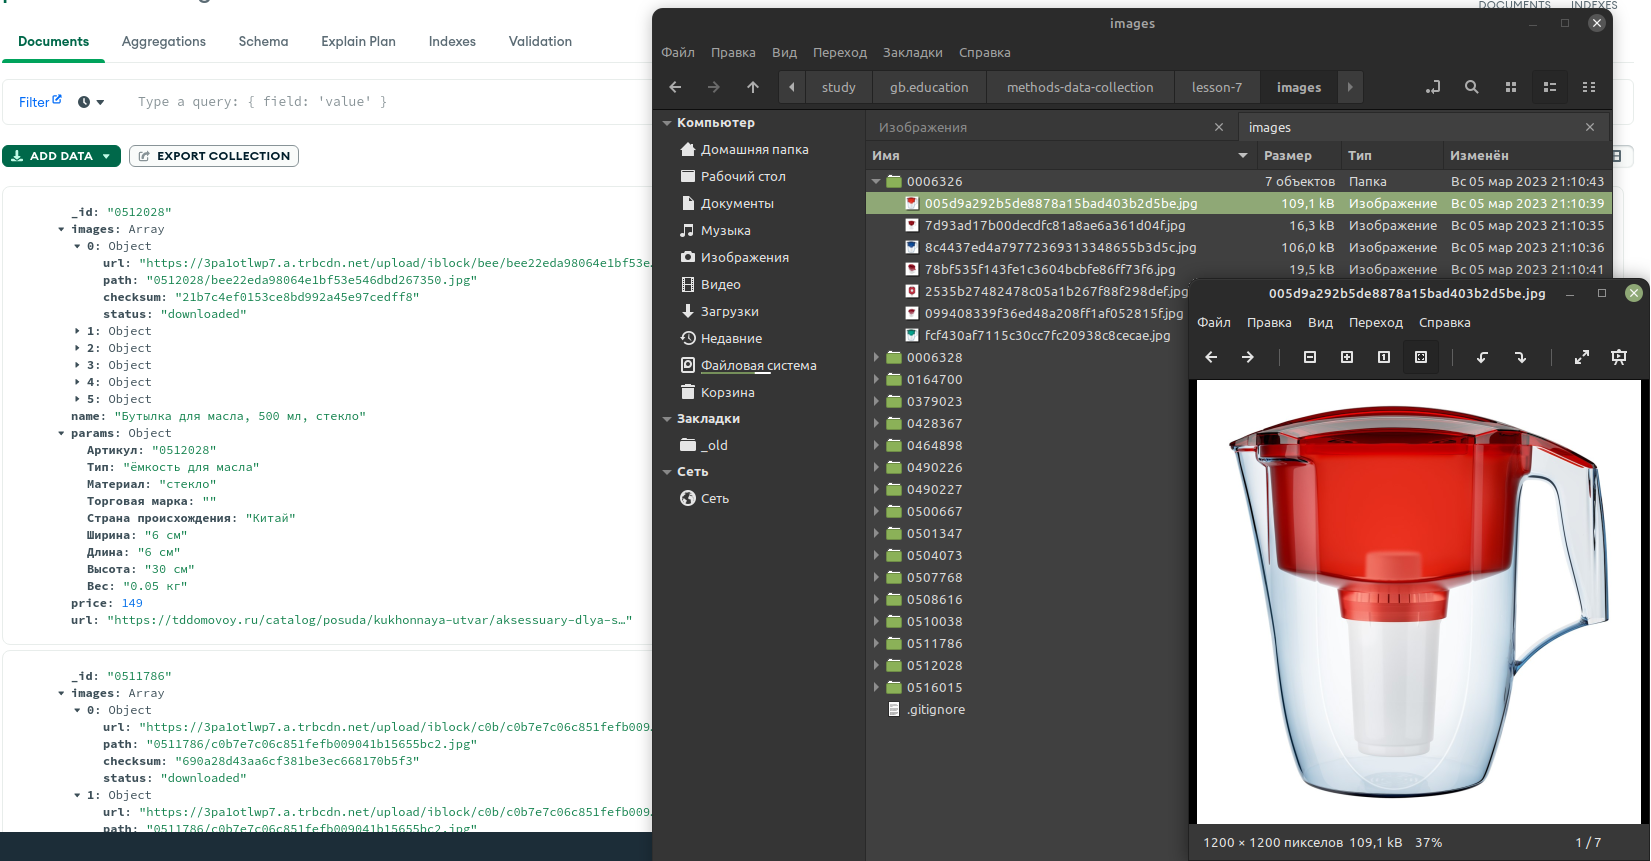 DOCUMENTS INDEXES
Documents Aggregations Schema Explain Plan Indexes Validation
Filter
Type a query: { field: 'value' }
ADD DATA
EXPORT COLLECTION
_id: "0512028"
images: Array
0: Object
url: "https://3pa1otlwp7.a.trbcdn.net/upload/iblock/bee/bee22eda98064e1bf53e
path: "0512028/bee22eda98064e1bf53e546dbd267350.jpg"
checksum: "21b7c4ef0153ce8bd992a45e97cedff8"
status: "downloaded"
1: Object
2: Object
3: Object
4: Object
5: Object
name: "Бутылка для масла, 500 мл, стекло"
params: Object
Артикул: "0512028"
Тип: "ёмкость для масла"
Материал: "стекло"
Торговая марка: ""
Страна происхождения: "Китай"
Ширина: "6 см"
Длина: "6 см"
Высота: "30 см"
Вес: "0.05 кг"
price: 149
url: "https://tddomovoy.ru/catalog/posuda/kukhonnaya-utvar/aksessuary-dlya-s…"
_id: "0511786"
images: Array
0: Object
url: "https://3pa1otlwp7.a.trbcdn.net/upload/iblock/c0b/c0b7e7c06c851fefb009
path: "0511786/c0b7e7c06c851fefb009041b15655bc2.jpg"
checksum: "690a28d43aa6cf381be3ec668170b5f3"
status: "downloaded"
1: Object
url: "https://3pa1otlwp7.a.trbcdn.net/upload/iblock/c0b/c0b7e7c06c851fefb009
path: "0511786/c0b7e7c06c851fefb009041b15655bc2.jpg"
images
Файл Правка Вид Переход Закладки Справка
study gb.education methods-data-collection lesson-7 images
Компьютер
Домашняя папка
Рабочий стол
Документы
Музыка
Изображения
Видео
Загрузки
Недавние
Файловая система
Корзина
Закладки
_old
Сеть
Сеть
Изображения images
Имя Размер Тип Изменён
0006326 7 объектов Папка Вс 05 мар 2023 21:10:43
005d9a292b5de8878a15bad403b2d5be.jpg 109,1 kB Изображение Вс 05 мар 2023 21:10:39
7d93ad17b00decdfc81a8ae6a361d04f.jpg 16,3 kB Изображение Вс 05 мар 2023 21:10:35
8c4437ed4a79772369313348655b3d5c.jpg 106,0 kB Изображение Вс 05 мар 2023 21:10:36
78bf535f143fe1c3604bcbfe86ff73f6.jpg 19,5 kB Изображение Вс 05 мар 2023 21:10:41
2535b27482478c05a1b267f88f298def.jpg
099408339f36ed48a208ff1af052815f.jpg
fcf430af7115c30cc7fc20938c8cecae.jpg
0006328
0164700
0379023
0428367
0464898
0490226
0490227
0500667
0501347
0504073
0507768
0508616
0510038
0511786
0512028
0516015
.gitignore
005d9a292b5de8878a15bad403b2d5be.jpg
Файл Правка Вид Переход Справка
1200 × 1200 пикселов 109,1 kB 37% 1 / 7